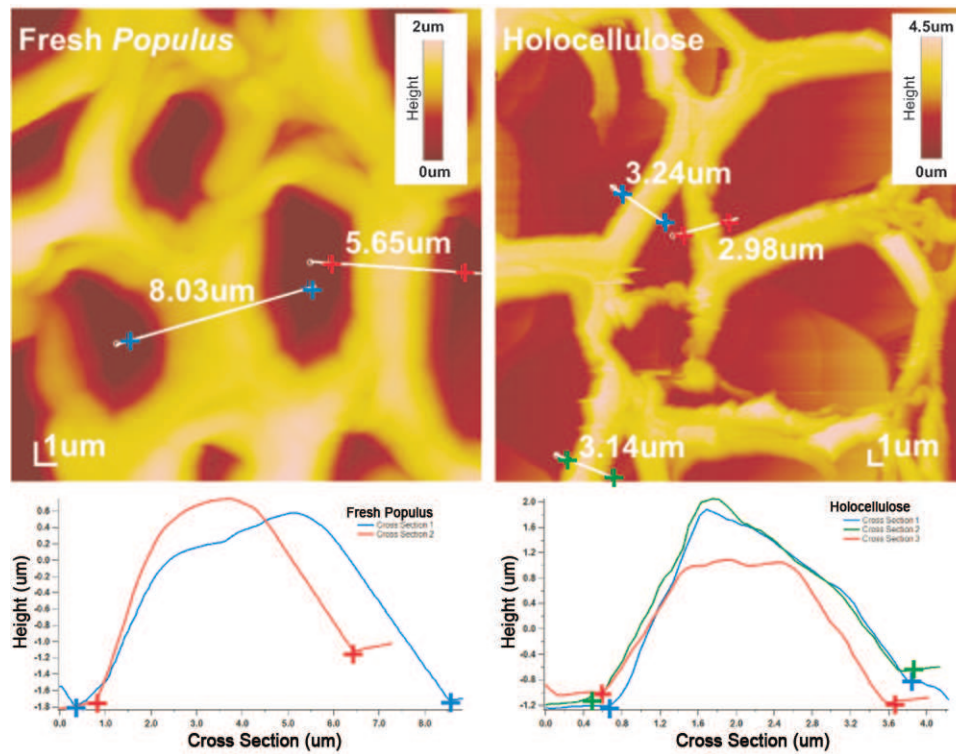 Fresh Populus
2um
Height
0um
5.65um
8.03um
1um
Holocellulose
4.5um
Height
0um
3.24um
2.98um
3.14um
1um
Height (um)
0.6
0.4
0.2
0.0
-0.2
-0.4
-0.6
-0.8
-1.0
-1.2
-1.4
-1.6
-1.8
Fresh Populus
Cross Section 1
Cross Section 2
0.0 1.0 2.0 3.0 4.0 5.0 6.0 7.0 8.0
Cross Section (um)
Height (um)
2.0
1.6
1.2
0.8
0.4
0.0
-0.4
-0.8
-1.2
Holocellulose
Cross Section 1
Cross Section 2
Cross Section 3
0.0 0.4 0.8 1.2 1.6 2.0 2.4 2.8 3.2 3.6 4.0
Cross Section (um)